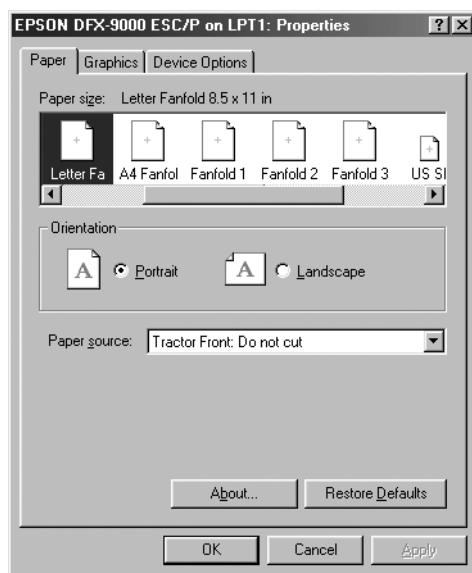 EPSON DFX-9000 ESC/P on LPT1: Properties
Paper Graphics Device Options
Paper size: Letter Fanfold 8.5 x 11 in
Letter Fa A4 Fanfol Fanfold 1 Fanfold 2 Fanfold 3 US SI
Orientation
A Portrait A Landscape
Paper source: Tractor Front: Do not cut
About... Restore Defaults
OK Cancel Apply